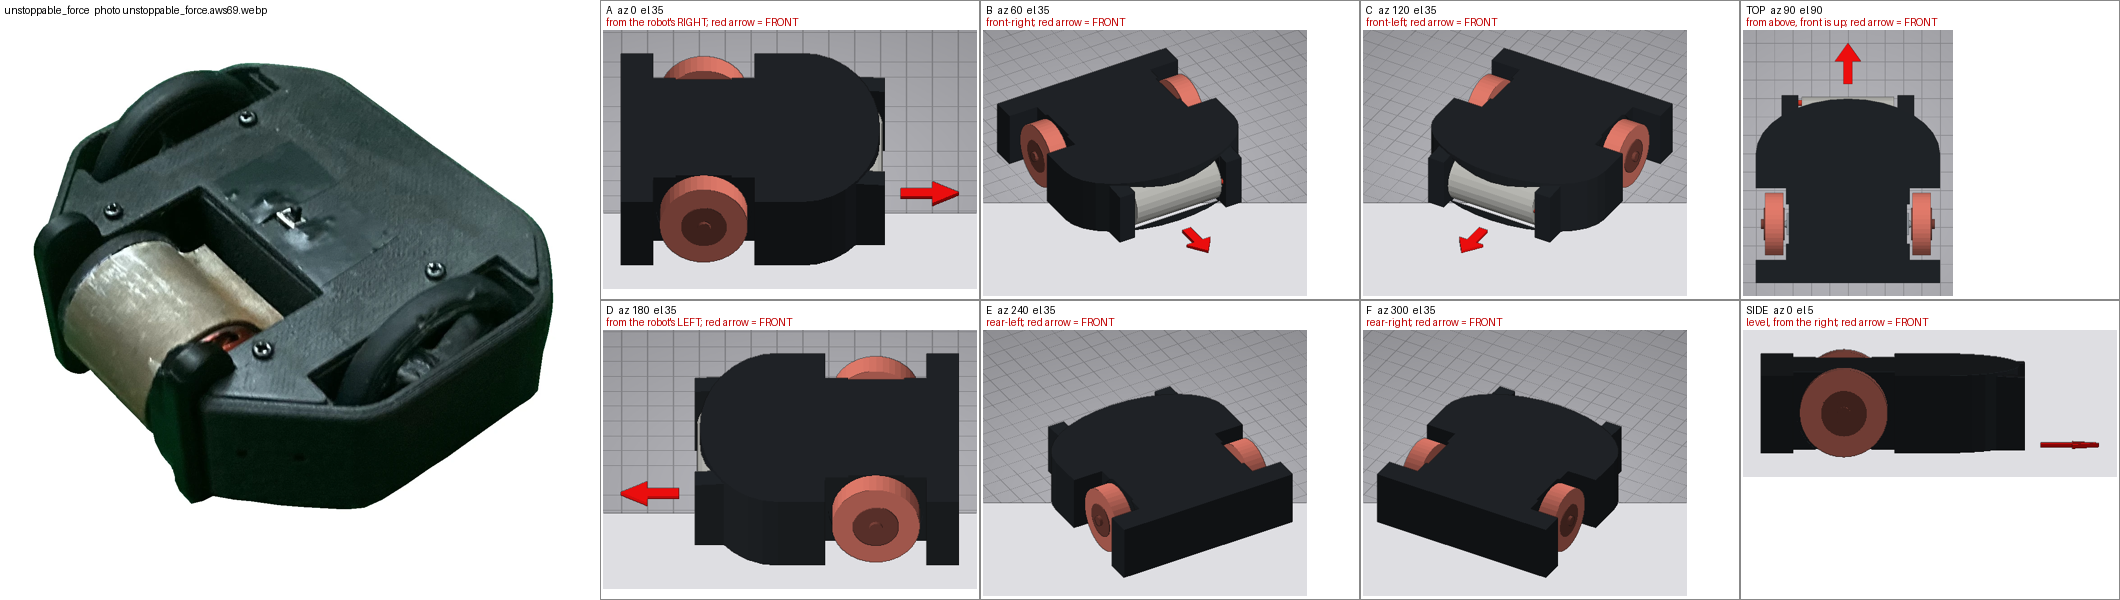 unstoppable_force photo unstoppable_force.aws69.webp
A az 0 el 35
from the robot's RIGHT; red arrow = FRONT
B az 60 el 35
front-right; red arrow = FRONT
C az 120 el 35
front-left; red arrow = FRONT
TOP az 90 el 90
from above, front is up; red arrow = FRONT
D az 180 el 35
from the robot's LEFT; red arrow = FRONT
E az 240 el 35
rear-left; red arrow = FRONT
F az 300 el 35
rear-right; red arrow = FRONT
SIDE az 0 el 5
level, from the right; red arrow = FRONT